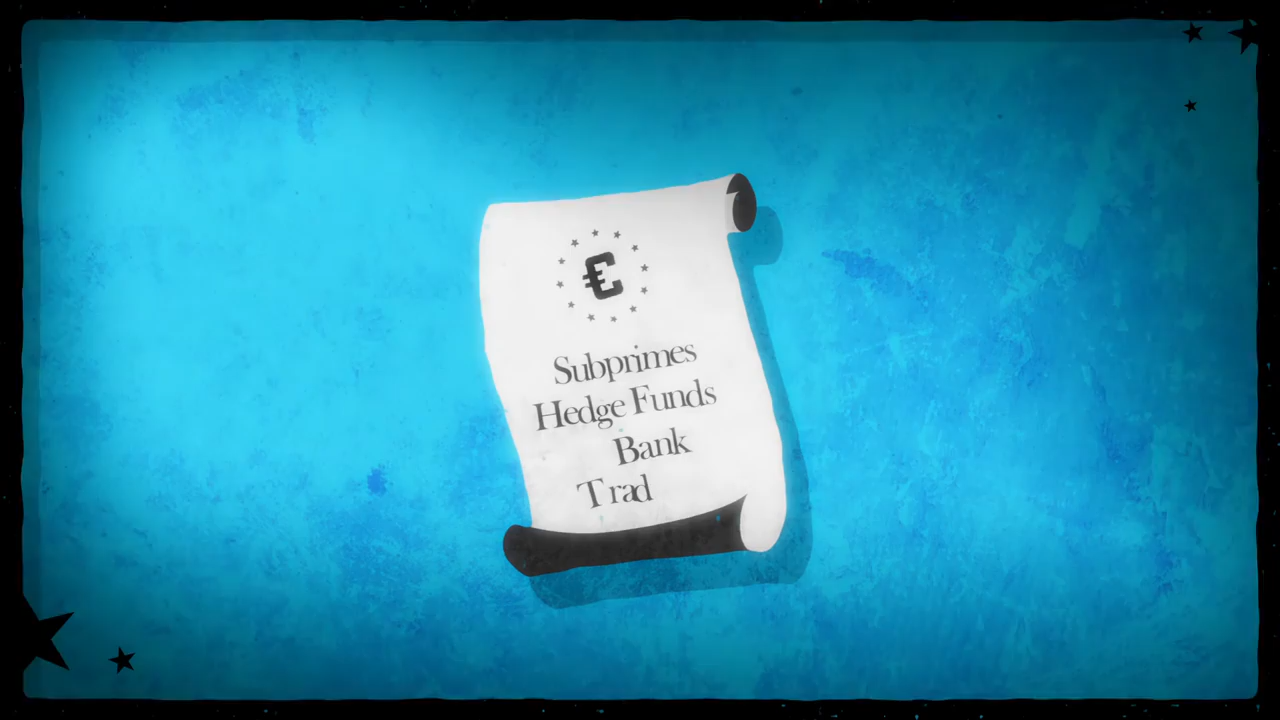 €
Subprimes
Hedge Funds
Bank
Trad